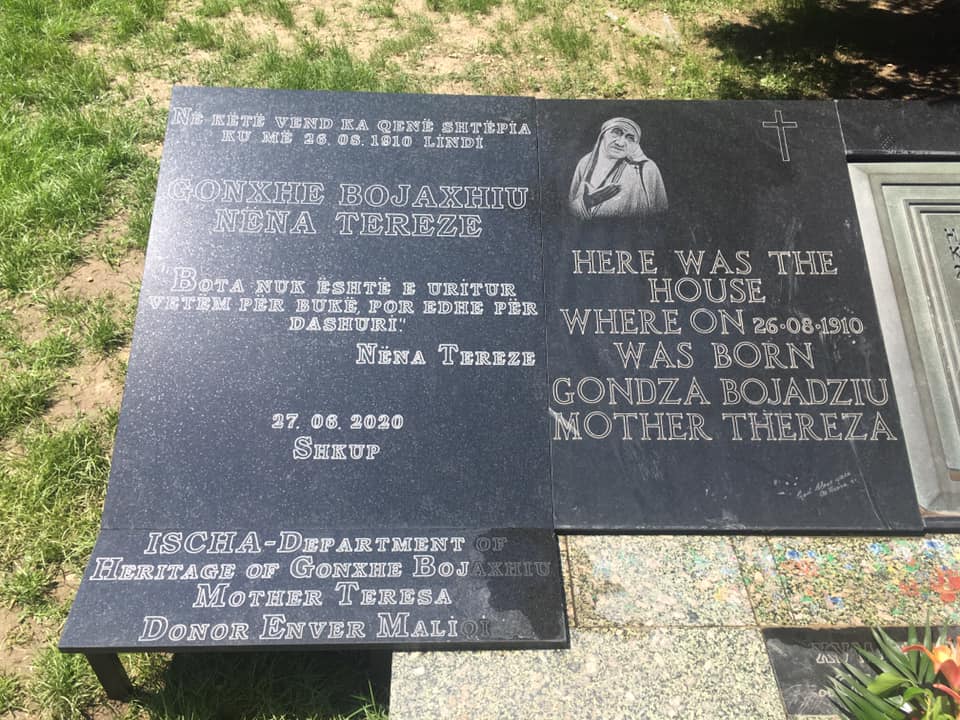 NË KËTË VEND KA QENË SHTËPIA
KU MË 26. 08. 1910 LINDI
GONXHE BOJAXHIU
NËNA TEREZE
"BOTA NUK ËSHTË E URITUR
VETËM PËR BUKË, POR EDHE PËR
DASHURI."
NËNA TEREZE
27. 06. 2020
SHKUP
ISCHA-DEPARTMENT OF
HERITAGE OF GONXHE BOJAXHIU
MOTHER TERESA
DONOR ENVER MALIQI
HERE WAS THE
HOUSE
WHERE ON 26-08-1910
WAS BORN
GONDZA BOJADZIU
MOTHER THEREZA
God bless you